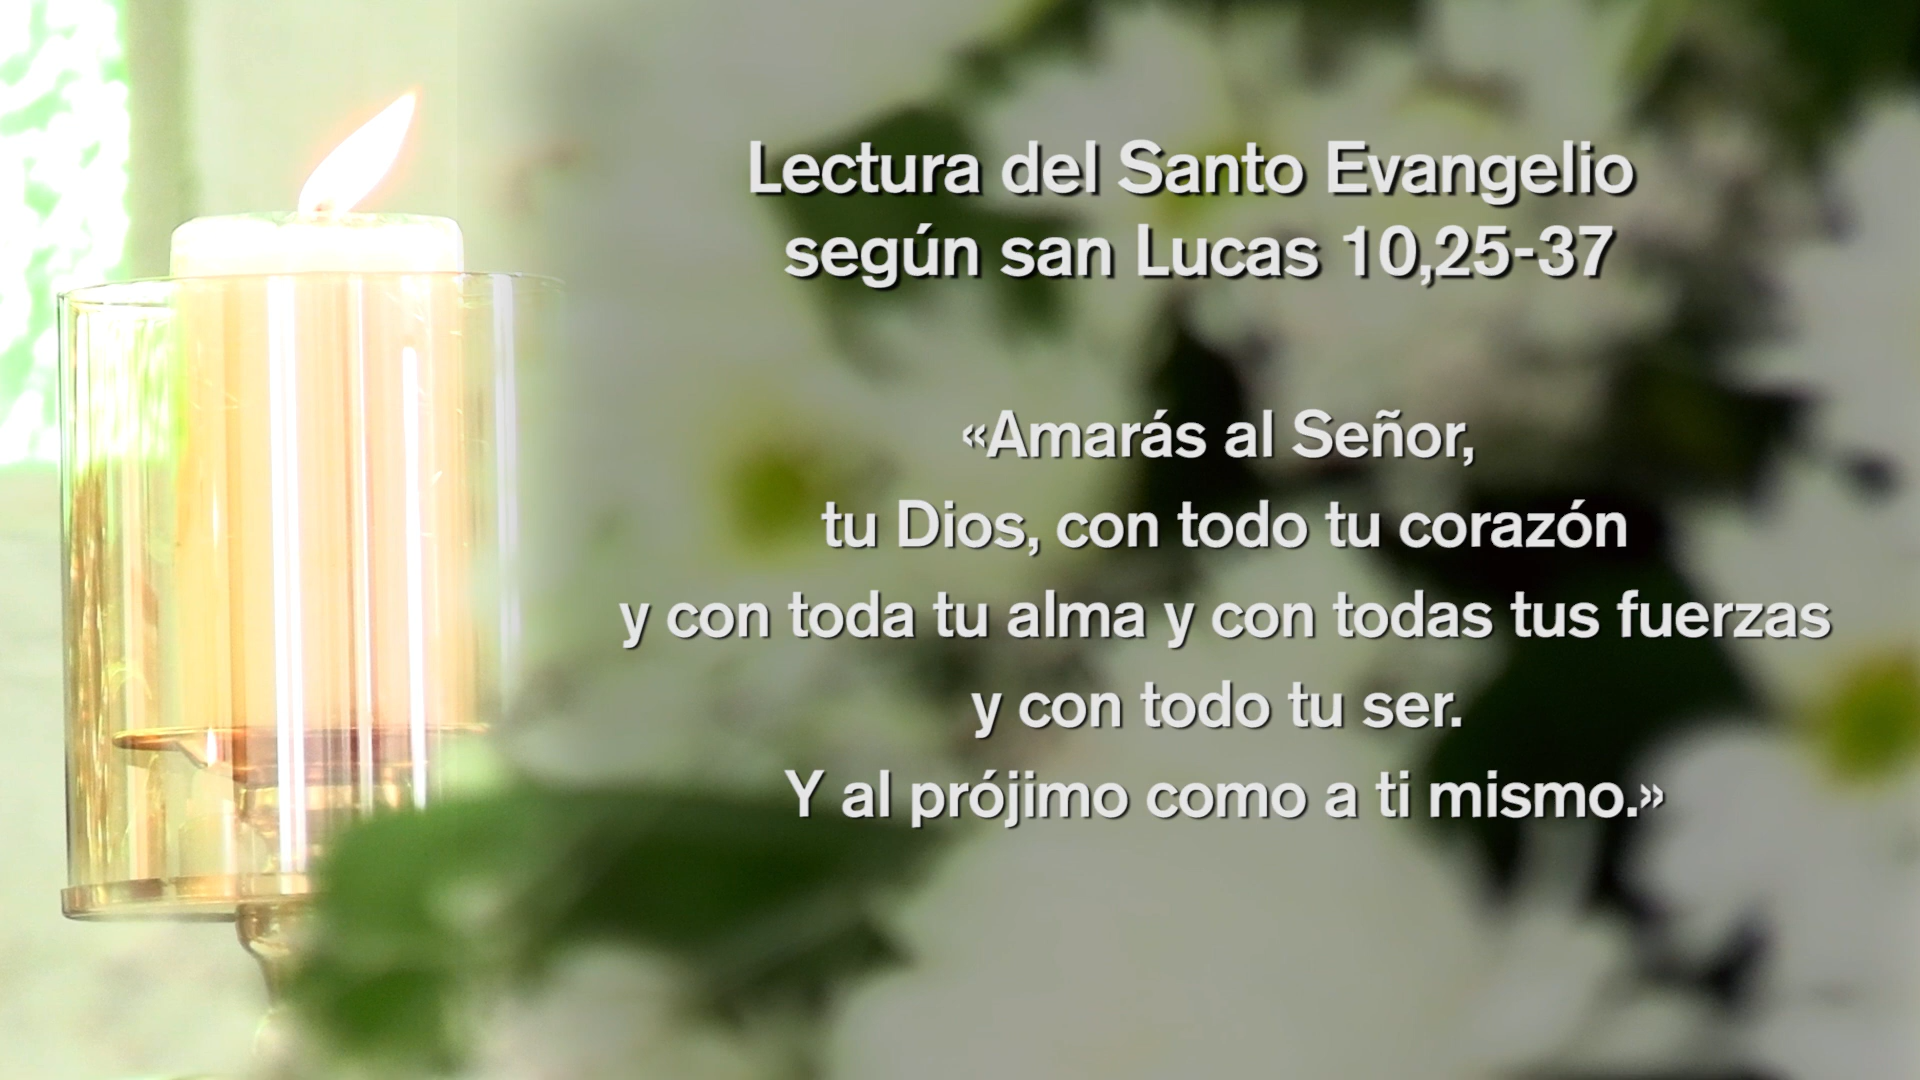 Lectura del Santo Evangelio
según san Lucas 10,25-37
«Amarás al Señor,
tu Dios, con todo tu corazón
y con toda tu alma y con todas tus fuerzas
y con todo tu ser.
Y al prójimo como a ti mismo.»